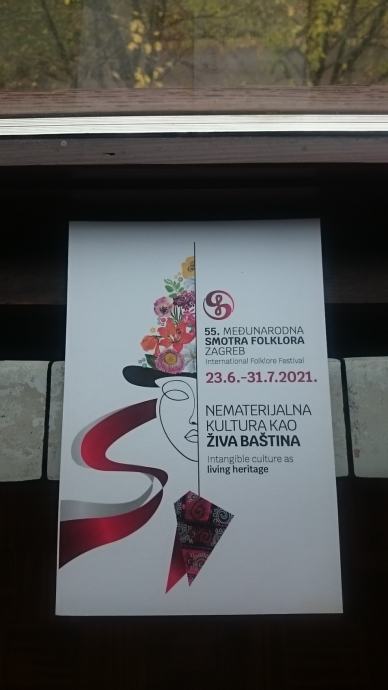 55. MEĐUNARODNA
SMOTRA FOLKLORA
ZAGREB
International Folklore Festival
23.6.-31.7.2021.
NEMATERIJALNA
KULTURA KAO
ŽIVA BAŠTINA
Intangible culture as
living heritage